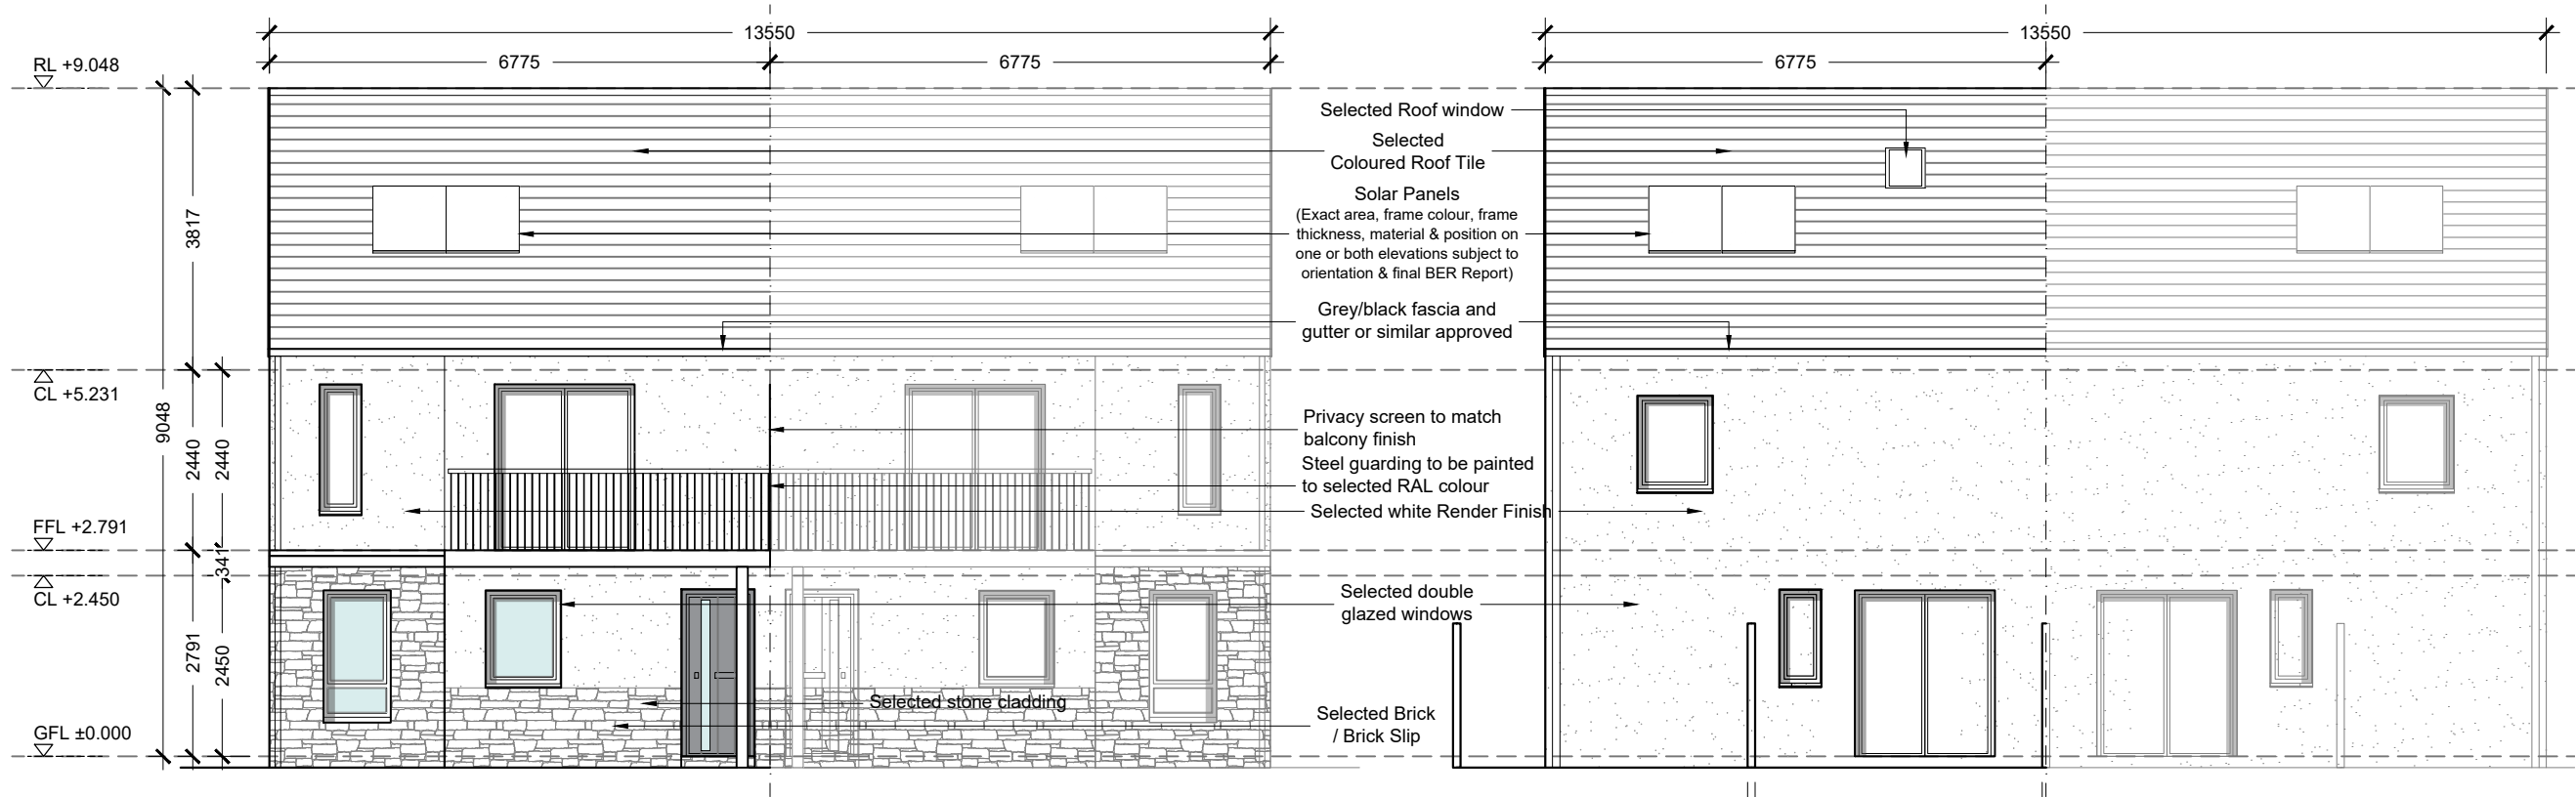 13550
13550
6775
6775
6775
RL +9.048
Selected Roof window
Selected
Coloured Roof Tile
Solar Panels
(Exact area, frame colour, frame
thickness, material & position on
one or both elevations subject to
orientation & final BER Report)
3817
Grey/black fascia and
gutter or similar approved
CL +5.231
9048
2440
2440
Privacy screen to match
balcony finish
Steel guarding to be painted
to selected RAL colour
Selected white Render Finish
FFL +2.791
341
CL +2.450
Selected double
glazed windows
2791
2450
Selected stone cladding
Selected Brick
/ Brick Slip
GFL ±0.000